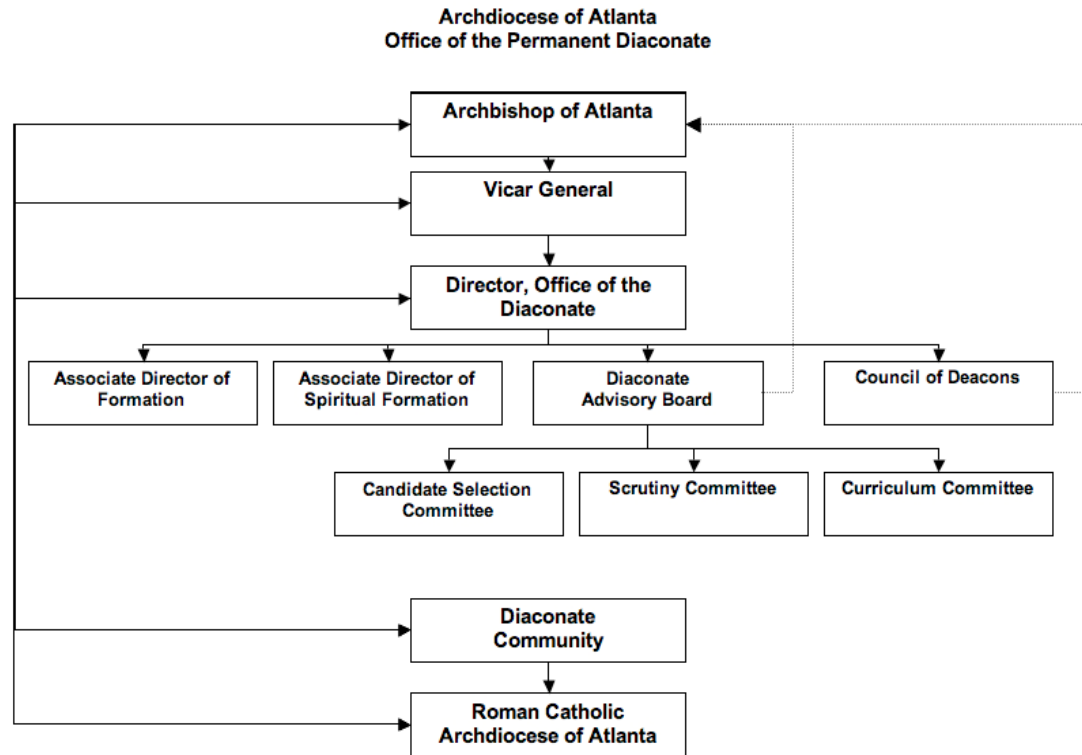 Archdiocese of Atlanta
Office of the Permanent Diaconate
Archbishop of Atlanta
Vicar General
Director, Office of the
Diaconate
Associate Director of
Formation
Associate Director of
Spiritual Formation
Diaconate
Advisory Board
Council of Deacons
Candidate Selection
Committee
Scrutiny Committee
Curriculum Committee
Diaconate
Community
Roman Catholic
Archdiocese of Atlanta